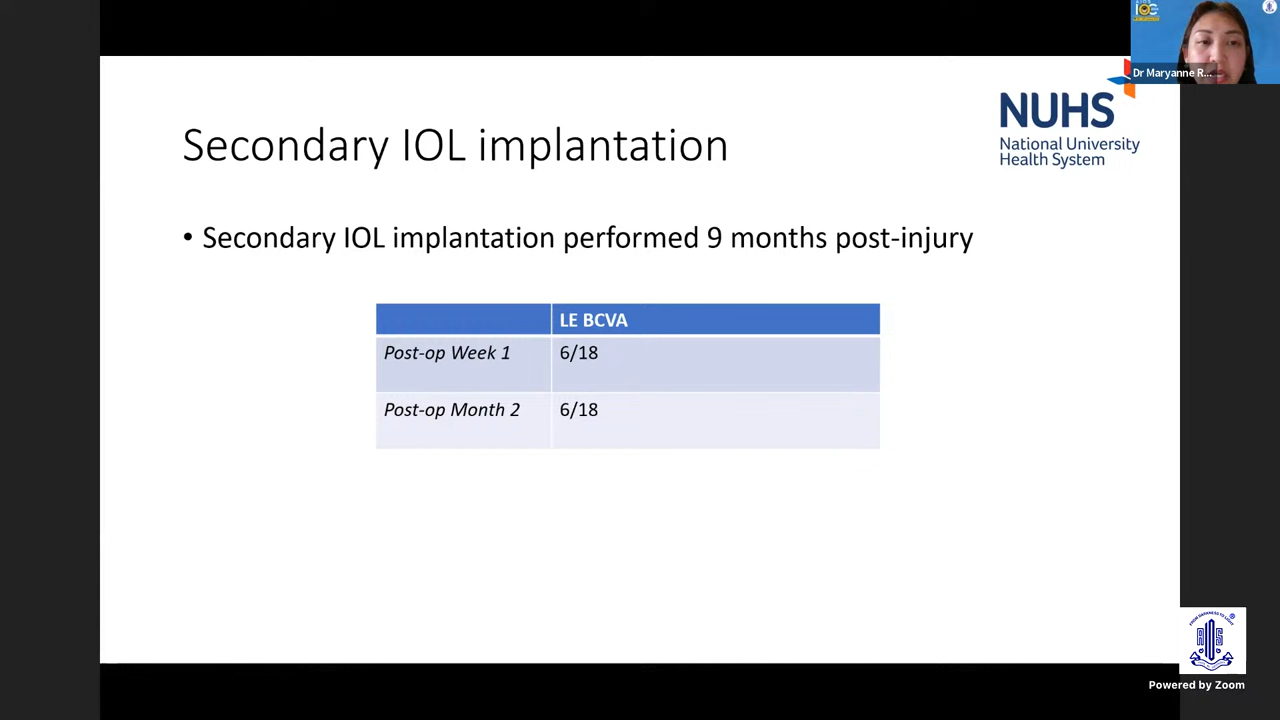 IOC
Dr Maryanne R...
NUHS
National University
Health System
Secondary IOL implantation
• Secondary IOL implantation performed 9 months post-injury
LE BCVA
Post-op Week 1 6/18
Post-op Month 2 6/18
Powered by Zoom